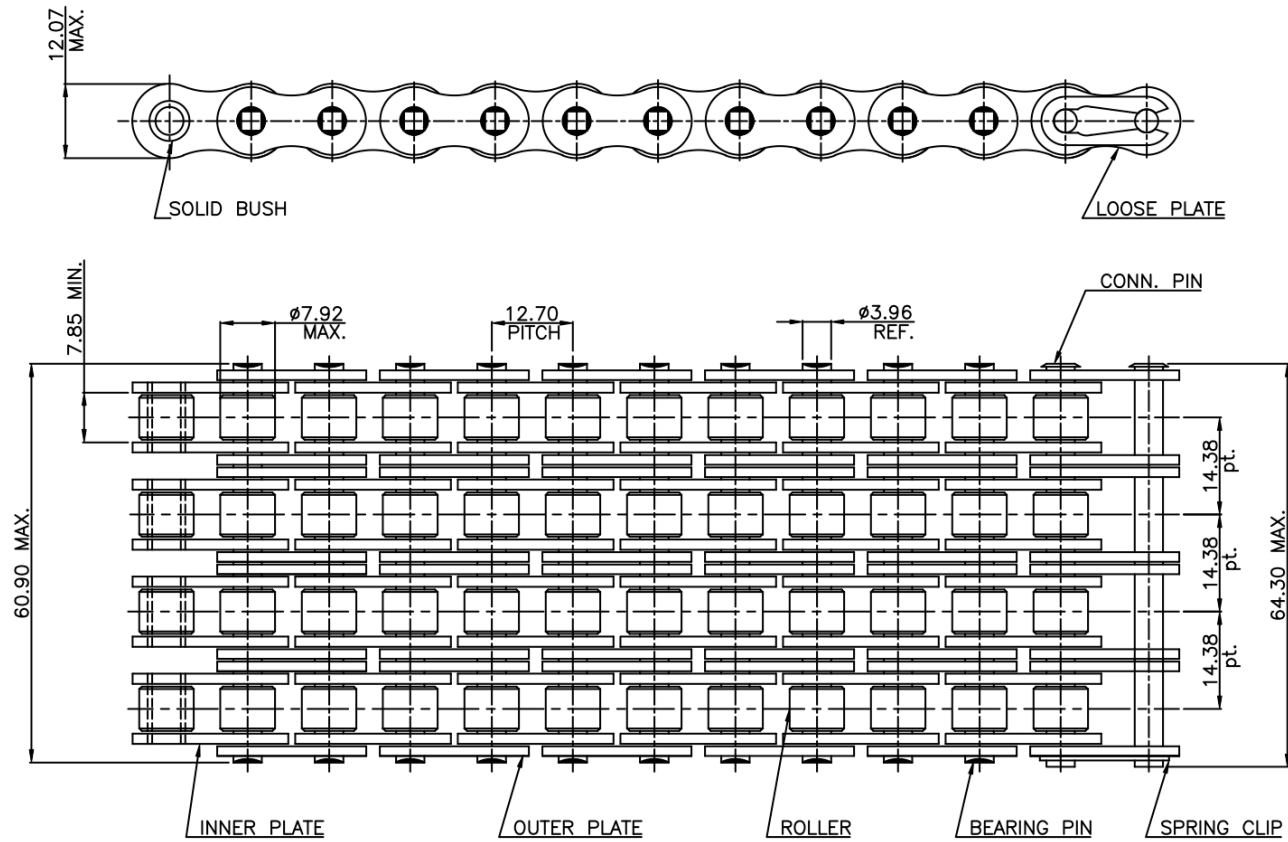 12.07
MAX.
SOLID BUSH
LOOSE PLATE
CONN. PIN
7.85 MIN.
ø7.92
MAX.
12.70
PITCH
ø3.96
REF.
60.90 MAX.
14.38
pt.
14.38
pt.
14.38
pt.
64.30 MAX.
INNER PLATE
OUTER PLATE
ROLLER
BEARING PIN
SPRING CLIP